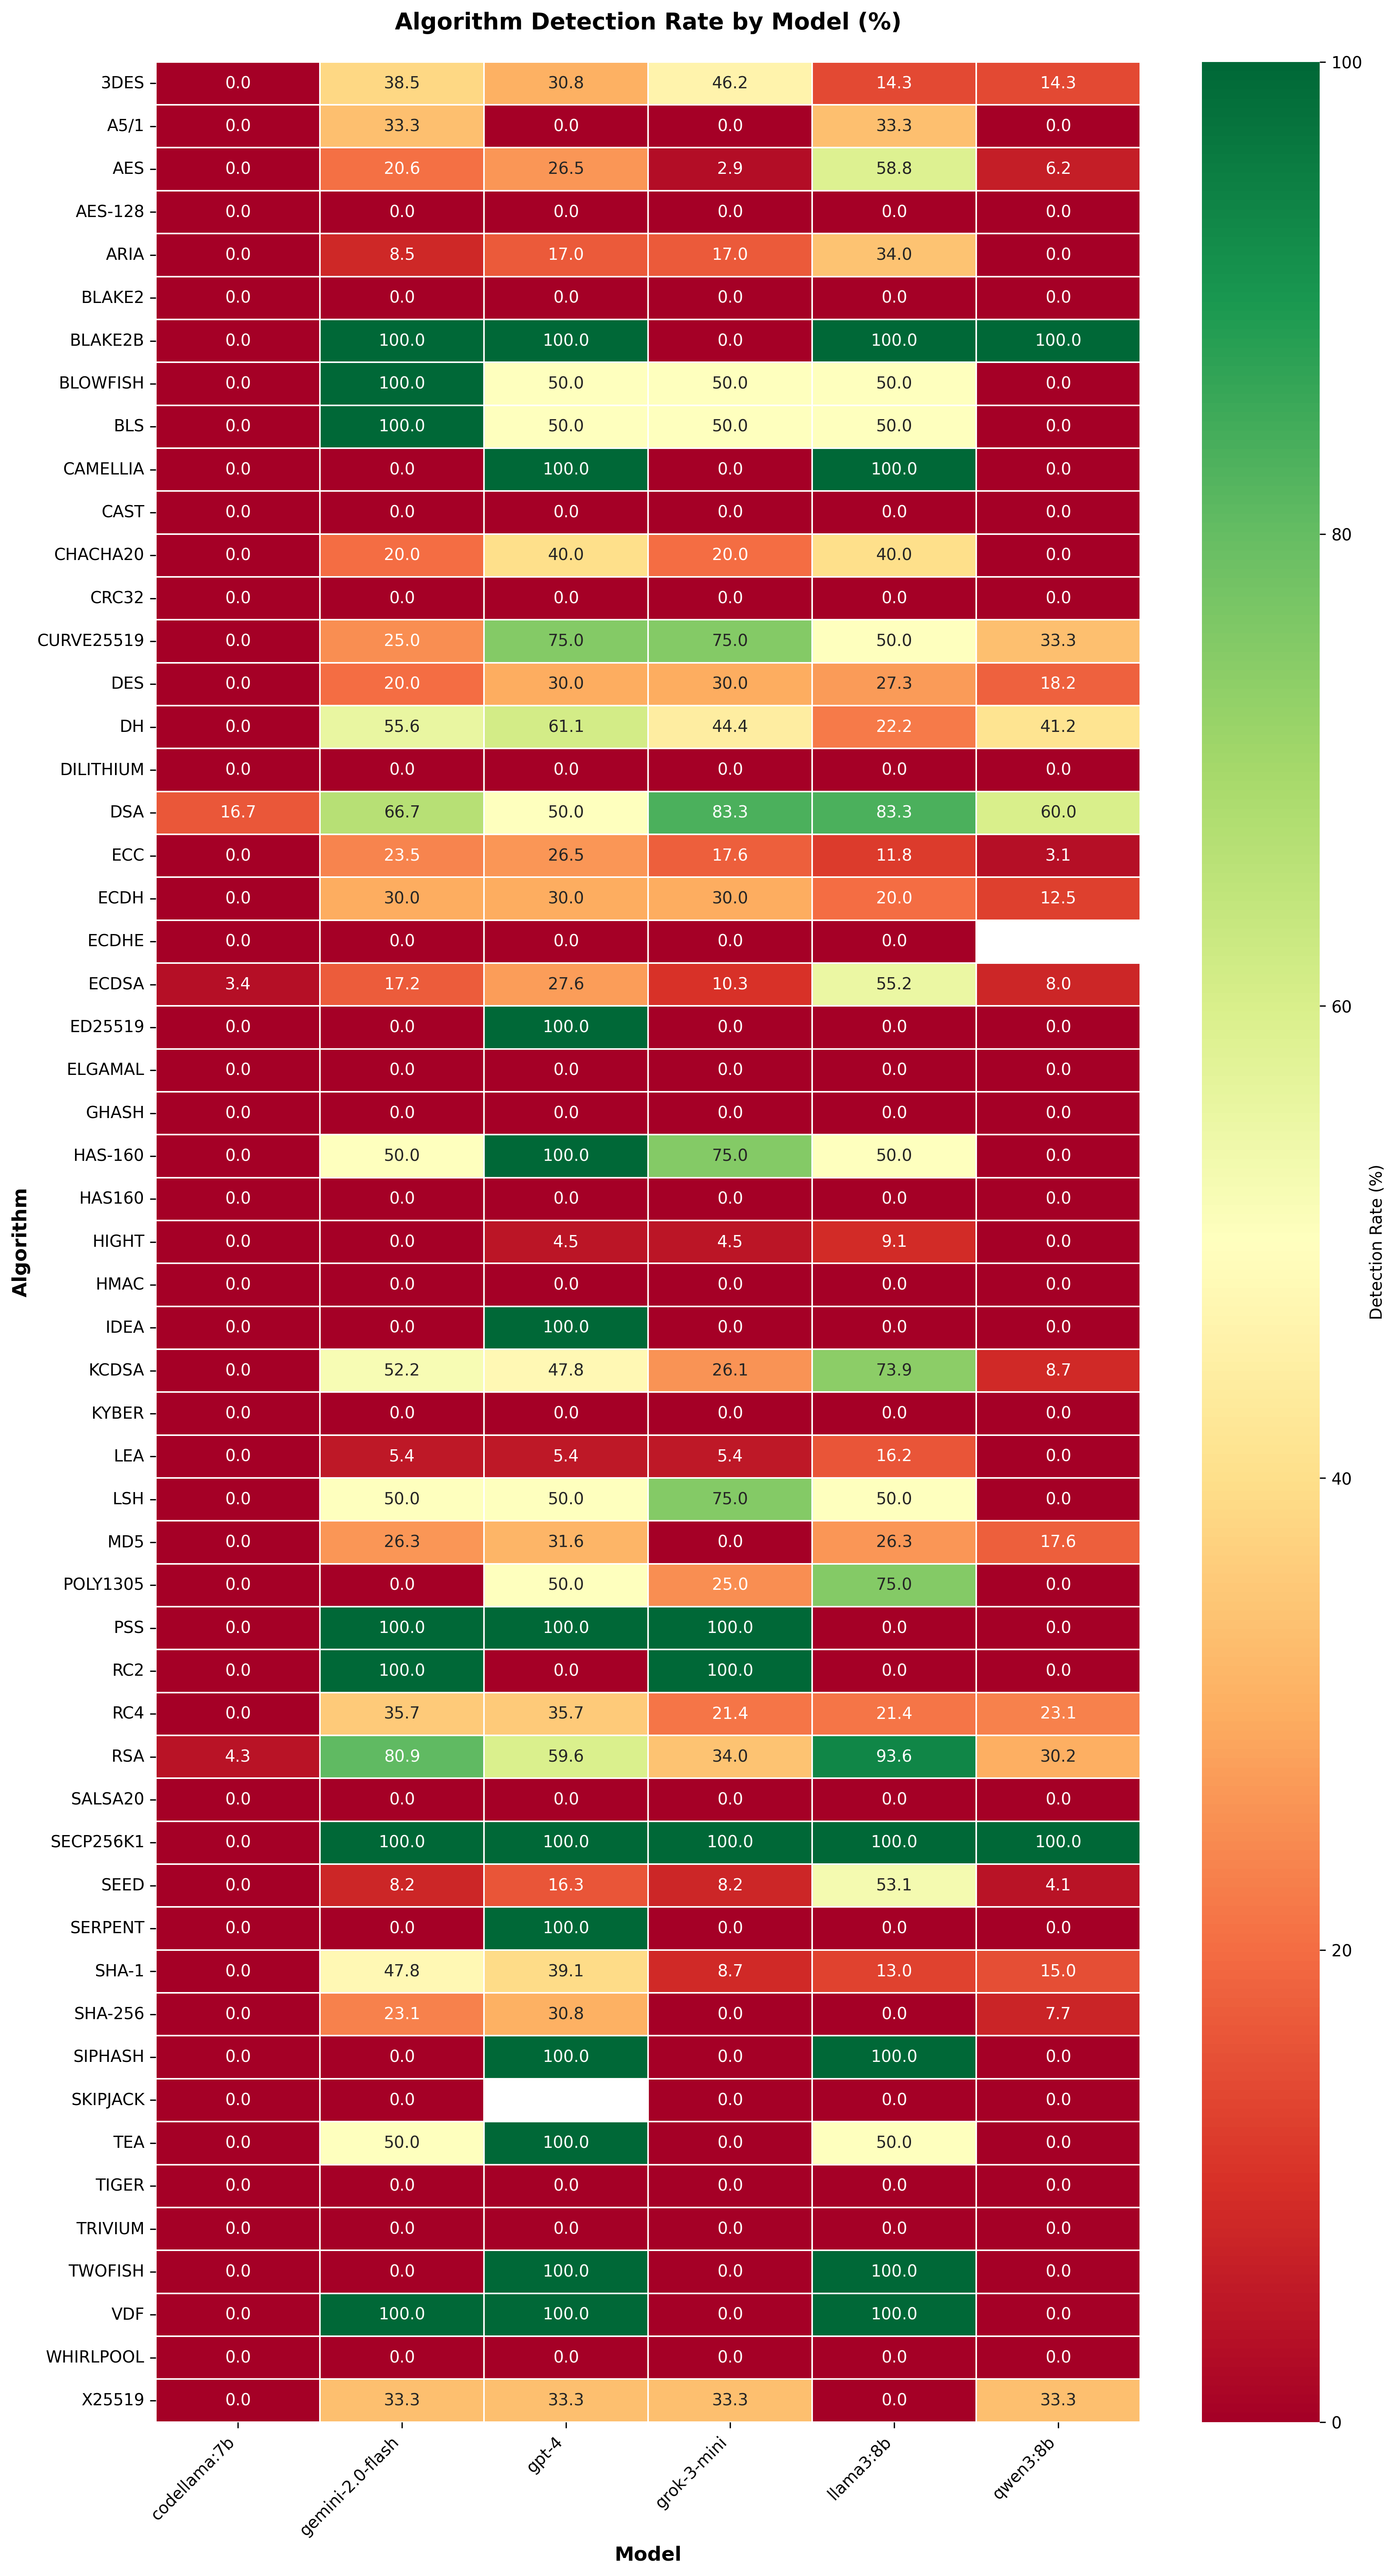 Algorithm Detection Rate by Model (%)
3DES 0.0 38.5 30.8 46.2 14.3 14.3
A5/1 0.0 33.3 0.0 0.0 33.3 0.0
AES 0.0 20.6 26.5 2.9 58.8 6.2
AES-128 0.0 0.0 0.0 0.0 0.0 0.0
ARIA 0.0 8.5 17.0 17.0 34.0 0.0
BLAKE2 0.0 0.0 0.0 0.0 0.0 0.0
BLAKE2B 0.0 100.0 100.0 0.0 100.0 100.0
BLOWFISH 0.0 100.0 50.0 50.0 50.0 0.0
BLS 0.0 100.0 50.0 50.0 50.0 0.0
CAMELLIA 0.0 0.0 100.0 0.0 100.0 0.0
CAST 0.0 0.0 0.0 0.0 0.0 0.0
CHACHA20 0.0 20.0 40.0 20.0 40.0 0.0
CRC32 0.0 0.0 0.0 0.0 0.0 0.0
CURVE25519 0.0 25.0 75.0 75.0 50.0 33.3
DES 0.0 20.0 30.0 30.0 27.3 18.2
DH 0.0 55.6 61.1 44.4 22.2 41.2
DILITHIUM 0.0 0.0 0.0 0.0 0.0 0.0
DSA 16.7 66.7 50.0 83.3 83.3 60.0
ECC 0.0 23.5 26.5 17.6 11.8 3.1
ECDH 0.0 30.0 30.0 30.0 20.0 12.5
ECDHE 0.0 0.0 0.0 0.0 0.0
ECDSA 3.4 17.2 27.6 10.3 55.2 8.0
ED25519 0.0 0.0 100.0 0.0 0.0 0.0
ELGAMAL 0.0 0.0 0.0 0.0 0.0 0.0
GHASH 0.0 0.0 0.0 0.0 0.0 0.0
HAS-160 0.0 50.0 100.0 75.0 50.0 0.0
HAS160 0.0 0.0 0.0 0.0 0.0 0.0
HIGHT 0.0 0.0 4.5 4.5 9.1 0.0
HMAC 0.0 0.0 0.0 0.0 0.0 0.0
IDEA 0.0 0.0 100.0 0.0 0.0 0.0
KCDSA 0.0 52.2 47.8 26.1 73.9 8.7
KYBER 0.0 0.0 0.0 0.0 0.0 0.0
LEA 0.0 5.4 5.4 5.4 16.2 0.0
LSH 0.0 50.0 50.0 75.0 50.0 0.0
MD5 0.0 26.3 31.6 0.0 26.3 17.6
POLY1305 0.0 0.0 50.0 25.0 75.0 0.0
PSS 0.0 100.0 100.0 100.0 0.0 0.0
RC2 0.0 100.0 0.0 100.0 0.0 0.0
RC4 0.0 35.7 35.7 21.4 21.4 23.1
RSA 4.3 80.9 59.6 34.0 93.6 30.2
SALSA20 0.0 0.0 0.0 0.0 0.0 0.0
SECP256K1 0.0 100.0 100.0 100.0 100.0 100.0
SEED 0.0 8.2 16.3 8.2 53.1 4.1
SERPENT 0.0 0.0 100.0 0.0 0.0 0.0
SHA-1 0.0 47.8 39.1 8.7 13.0 15.0
SHA-256 0.0 23.1 30.8 0.0 0.0 7.7
SIPHASH 0.0 0.0 100.0 0.0 100.0 0.0
SKIPJACK 0.0 0.0 0.0 0.0 0.0
TEA 0.0 50.0 100.0 0.0 50.0 0.0
TIGER 0.0 0.0 0.0 0.0 0.0 0.0
TRIVIUM 0.0 0.0 0.0 0.0 0.0 0.0
TWOFISH 0.0 0.0 100.0 0.0 100.0 0.0
VDF 0.0 100.0 100.0 0.0 100.0 0.0
WHIRLPOOL 0.0 0.0 0.0 0.0 0.0 0.0
X25519 0.0 33.3 33.3 33.3 0.0 33.3
codellama:7b gemini-2.0-flash gpt-4 grok-3-mini llama3:8b qwen3:8b
Model
Algorithm
100
80
60
40
20
0
Detection Rate (%)